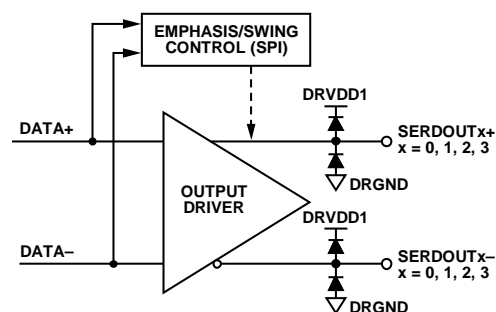 EMPHASIS/SWING
CONTROL (SPI)
DRVDD1
DATA+
SERDOUTx+
x = 0, 1, 2, 3
DRGND
OUTPUT
DRIVER
DRVDD1
DATA–
SERDOUTx–
x = 0, 1, 2, 3
DRGND